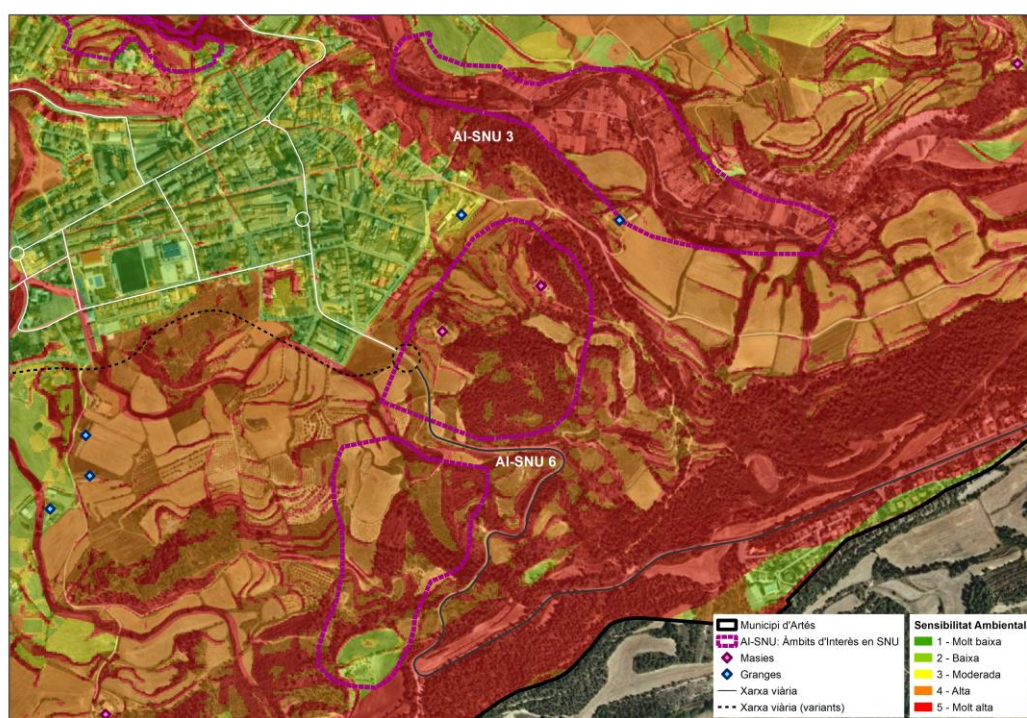 AI-SNU 3
AI-SNU 6
Municipi d'Artés
AI-SNU: Àmbits d'Interès en SNU
Masies
Granges
Xarxa viària
Xarxa viària (variants)
Sensibilitat Ambiental
1 - Molt baixa
2 - Baixa
3 - Moderada
4 - Alta
5 - Molt alta